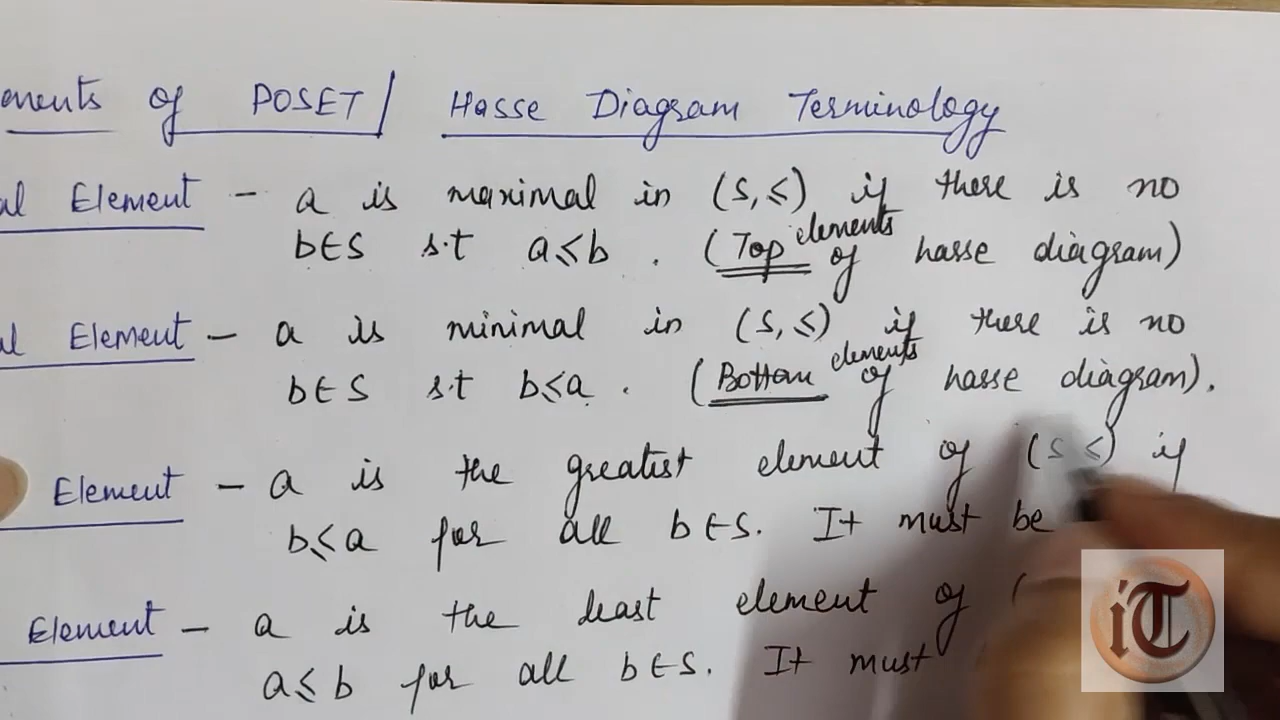 ements of POSET / Hasse Diagram Terminology
al Element - a is maximal in (S, ≤) if there is no
b∈S s.t a≤b . (Top elements of hasse diagram)
al Element - a is minimal in (S, ≤) if there is no
b∈S s.t b≤a . (Bottom elements of hasse diagram).
Element - a is the greatest element of (S ≤) if
b≤a for all b∈S. It must be
Element - a is the least element of (
a≤b for all b∈S. It must
iT